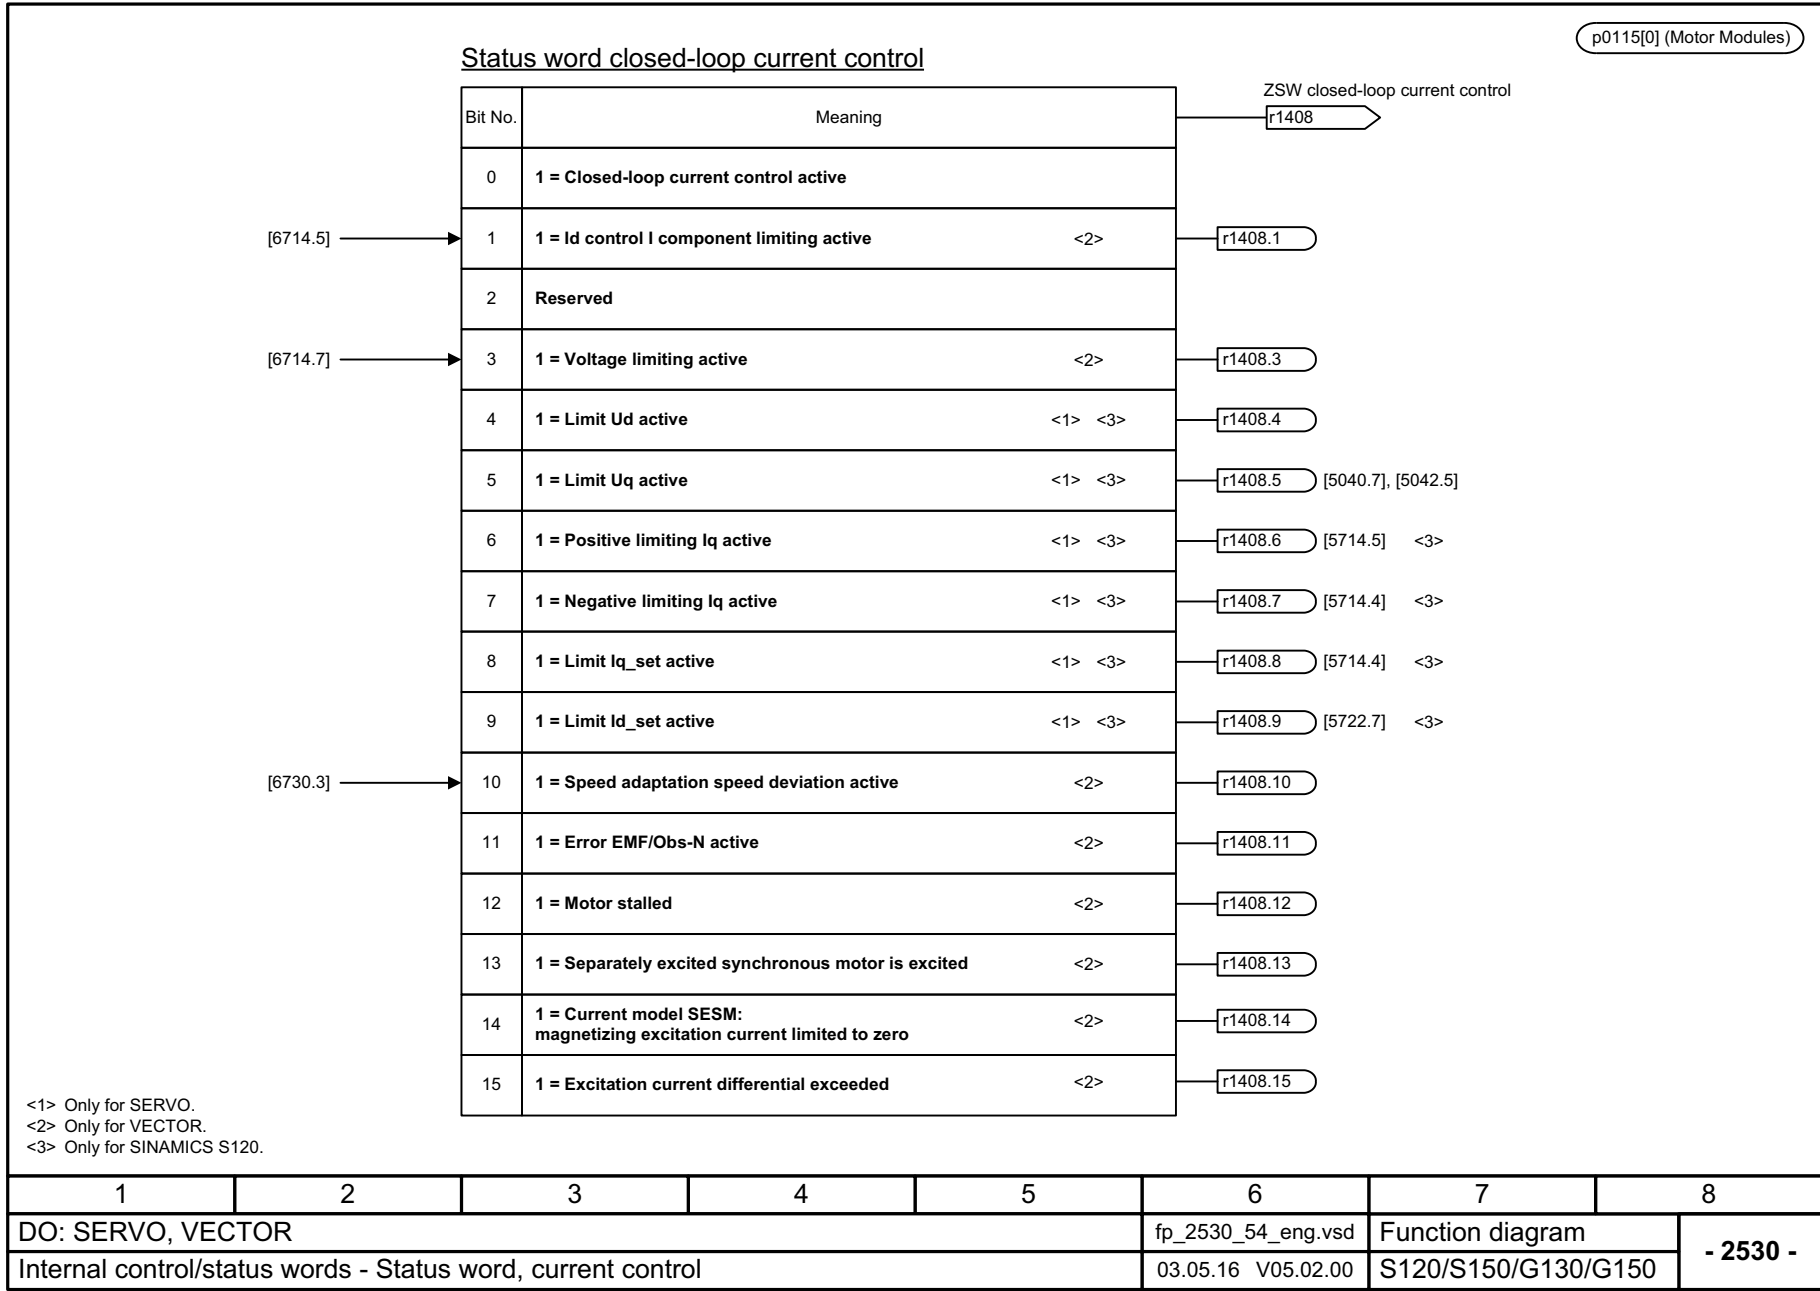 p0115[0] (Motor Modules)
Status word closed-loop current control
ZSW closed-loop current control
Bit No. Meaning r1408
0 1 = Closed-loop current control active
[6714.5] 1 1 = Id control I component limiting active <2> r1408.1
2 Reserved
[6714.7] 3 1 = Voltage limiting active <2> r1408.3
4 1 = Limit Ud active <1> <3> r1408.4
5 1 = Limit Uq active <1> <3> r1408.5 [5040.7], [5042.5]
6 1 = Positive limiting Iq active <1> <3> r1408.6 [5714.5] <3>
7 1 = Negative limiting Iq active <1> <3> r1408.7 [5714.4] <3>
8 1 = Limit Iq_set active <1> <3> r1408.8 [5714.4] <3>
9 1 = Limit Id_set active <1> <3> r1408.9 [5722.7] <3>
[6730.3] 10 1 = Speed adaptation speed deviation active <2> r1408.10
11 1 = Error EMF/Obs-N active <2> r1408.11
12 1 = Motor stalled <2> r1408.12
13 1 = Separately excited synchronous motor is excited <2> r1408.13
14 1 = Current model SESM:
magnetizing excitation current limited to zero <2> r1408.14
15 1 = Excitation current differential exceeded <2> r1408.15
<1> Only for SERVO.
<2> Only for VECTOR.
<3> Only for SINAMICS S120.
1 2 3 4 5 6 7 8
DO: SERVO, VECTOR fp_2530_54_eng.vsd Function diagram - 2530 -
Internal control/status words - Status word, current control 03.05.16 V05.02.00 S120/S150/G130/G150